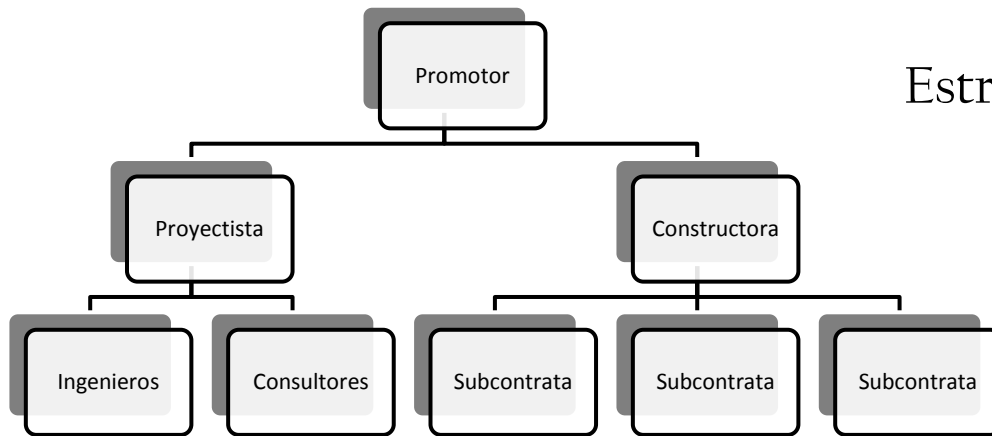 Promotor
Estr
Proyectista
Constructora
Ingenieros
Consultores
Subcontrata
Subcontrata
Subcontrata